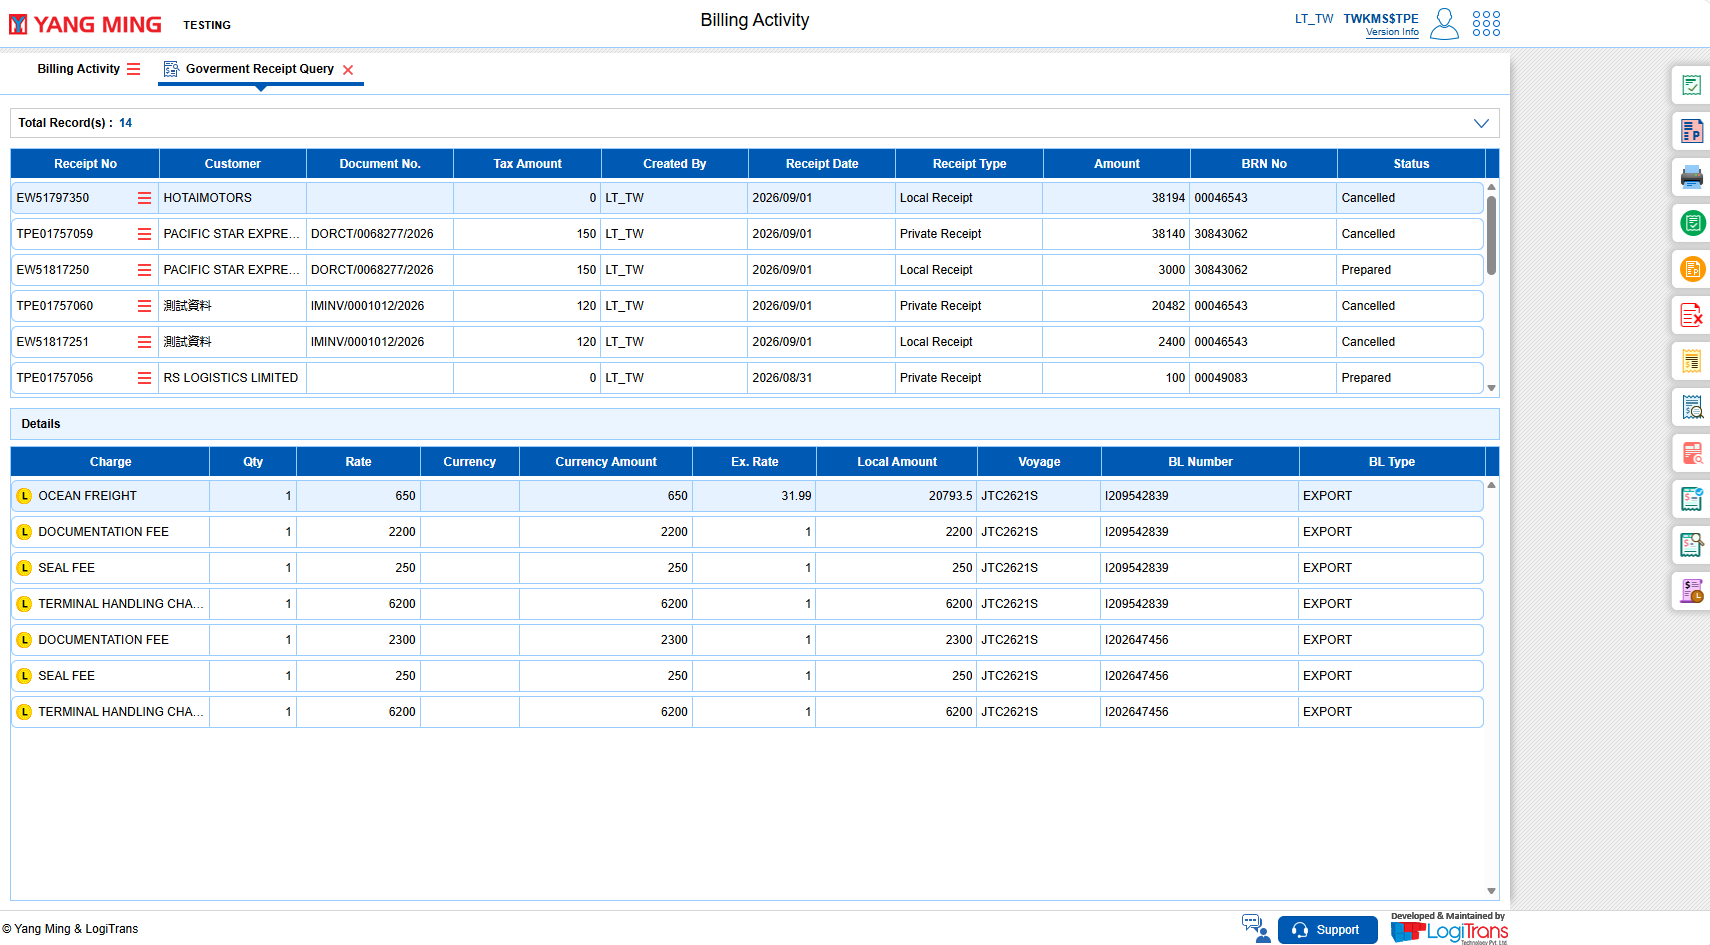 YANG MING TESTING Billing Activity LT_TW TWKMS$TPE
Version Info
Billing Activity Goverment Receipt Query
Total Record(s) : 14
Receipt No Customer Document No. Tax Amount Created By Receipt Date Receipt Type Amount BRN No Status
EW51797350 HOTAIMOTORS 0 LT_TW 2026/09/01 Local Receipt 38194 00046543 Cancelled
TPE01757059 PACIFIC STAR EXPRE... DORCT/0068277/2026 150 LT_TW 2026/09/01 Private Receipt 38140 30843062 Cancelled
EW51817250 PACIFIC STAR EXPRE... DORCT/0068277/2026 150 LT_TW 2026/09/01 Local Receipt 3000 30843062 Prepared
TPE01757060 測試資料 IMINV/0001012/2026 120 LT_TW 2026/09/01 Private Receipt 20482 00046543 Cancelled
EW51817251 測試資料 IMINV/0001012/2026 120 LT_TW 2026/09/01 Local Receipt 2400 00046543 Cancelled
TPE01757056 RS LOGISTICS LIMITED 0 LT_TW 2026/08/31 Private Receipt 100 00049083 Prepared
Details
Charge Qty Rate Currency Currency Amount Ex. Rate Local Amount Voyage BL Number BL Type
L OCEAN FREIGHT 1 650 650 31.99 20793.5 JTC2621S I209542839 EXPORT
L DOCUMENTATION FEE 1 2200 2200 1 2200 JTC2621S I209542839 EXPORT
L SEAL FEE 1 250 250 1 250 JTC2621S I209542839 EXPORT
L TERMINAL HANDLING CHA... 1 6200 6200 1 6200 JTC2621S I209542839 EXPORT
L DOCUMENTATION FEE 1 2300 2300 1 2300 JTC2621S I202647456 EXPORT
L SEAL FEE 1 250 250 1 250 JTC2621S I202647456 EXPORT
L TERMINAL HANDLING CHA... 1 6200 6200 1 6200 JTC2621S I202647456 EXPORT
© Yang Ming & LogiTrans Support Developed & Maintained by
LogiTrans
Technology Pvt. Ltd.